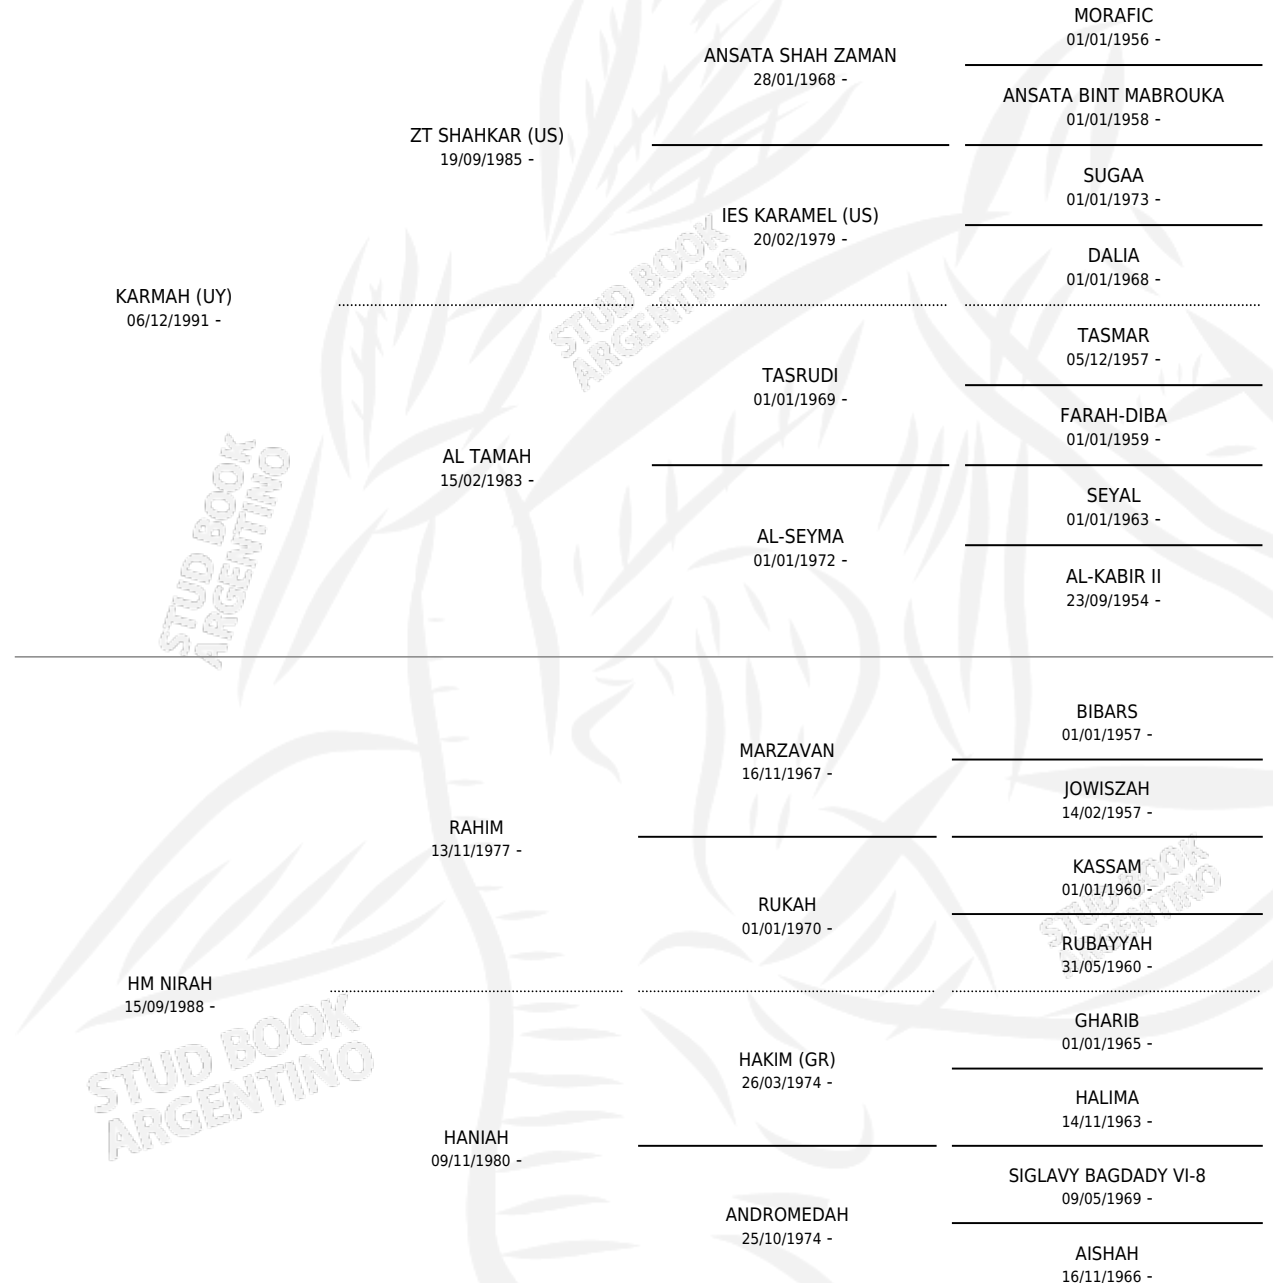 MORAFIC
01/01/1956 -
ANSATA SHAH ZAMAN
28/01/1968 -
ANSATA BINT MABROUKA
01/01/1958 -
ZT SHAHKAR (US)
19/09/1985 -
SUGAA
01/01/1973 -
IES KARAMEL (US)
20/02/1979 -
DALIA
01/01/1968 -
KARMAH (UY)
06/12/1991 -
STUD BOOK
ARGENTINO
TASMAR
05/12/1957 -
TASRUDI
01/01/1969 -
FARAH-DIBA
01/01/1959 -
AL TAMAH
15/02/1983 -
SEYAL
01/01/1963 -
AL-SEYMA
01/01/1972 -
AL-KABIR II
23/09/1954 -
STUD BOOK
ARGENTINO
BIBARS
01/01/1957 -
MARZAVAN
16/11/1967 -
JOWISZAH
14/02/1957 -
RAHIM
13/11/1977 -
KASSAM
01/01/1960 -
RUKAH
01/01/1970 -
RUBAYYAH
31/05/1960 -
STUD BOOK
ARGENTINO
HM NIRAH
15/09/1988 -
GHARIB
01/01/1965 -
HAKIM (GR)
26/03/1974 -
HALIMA
14/11/1963 -
STUD BOOK
ARGENTINO
HANIAH
09/11/1980 -
SIGLAVY BAGDADY VI-8
09/05/1969 -
ANDROMEDAH
25/10/1974 -
AISHAH
16/11/1966 -